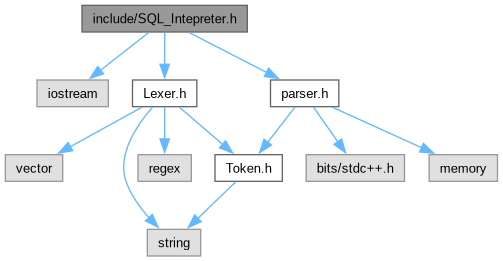 include/SQL_Intepreter.h
iostream
Lexer.h
parser.h
vector
regex
Token.h
bits/stdc++.h
memory
string